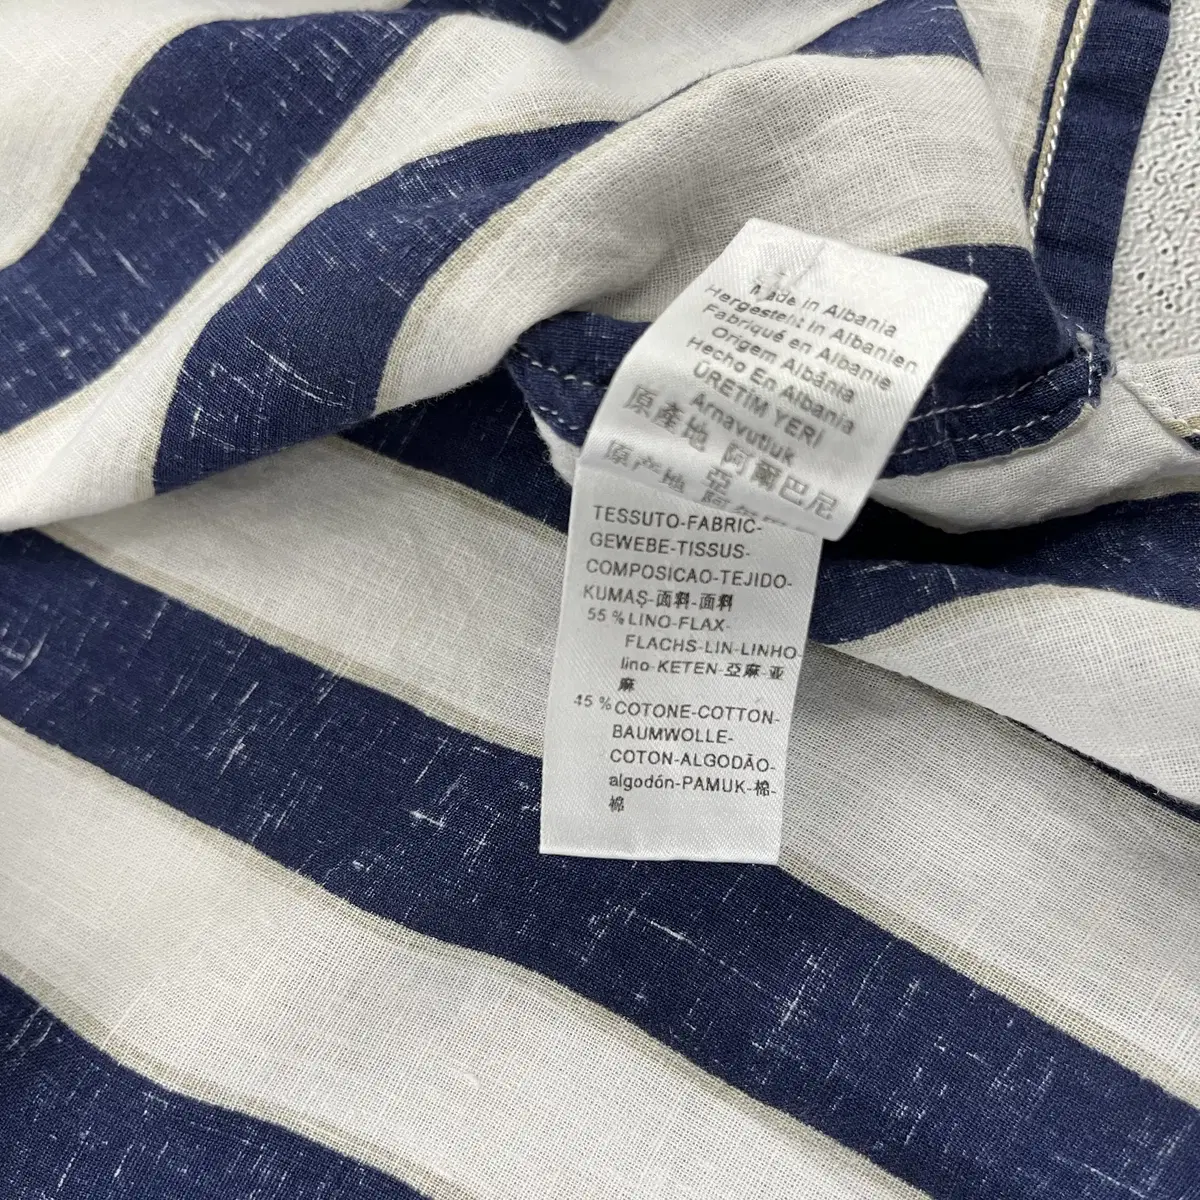 Made in Albania
Hergestellt in Albanien
Fabriqué en Albanie
Origem Albânia
Hecho En Albania
ÜRETİM YERİ
Arnavutluk
原產地 阿爾巴尼
原产地
TESSUTO-FABRIC-
GEWEBE-TISSUS-
COMPOSICAO-TEJIDO-
KUMAŞ-面料-面料
55 % LINO-FLAX-
FLACHS-LIN-LINHO
lino-KETEN-亞麻-亚
麻
45 % COTONE-COTTON-
BAUMWOLLE-
COTON-ALGODÃO-
algodón-PAMUK-棉-
棉